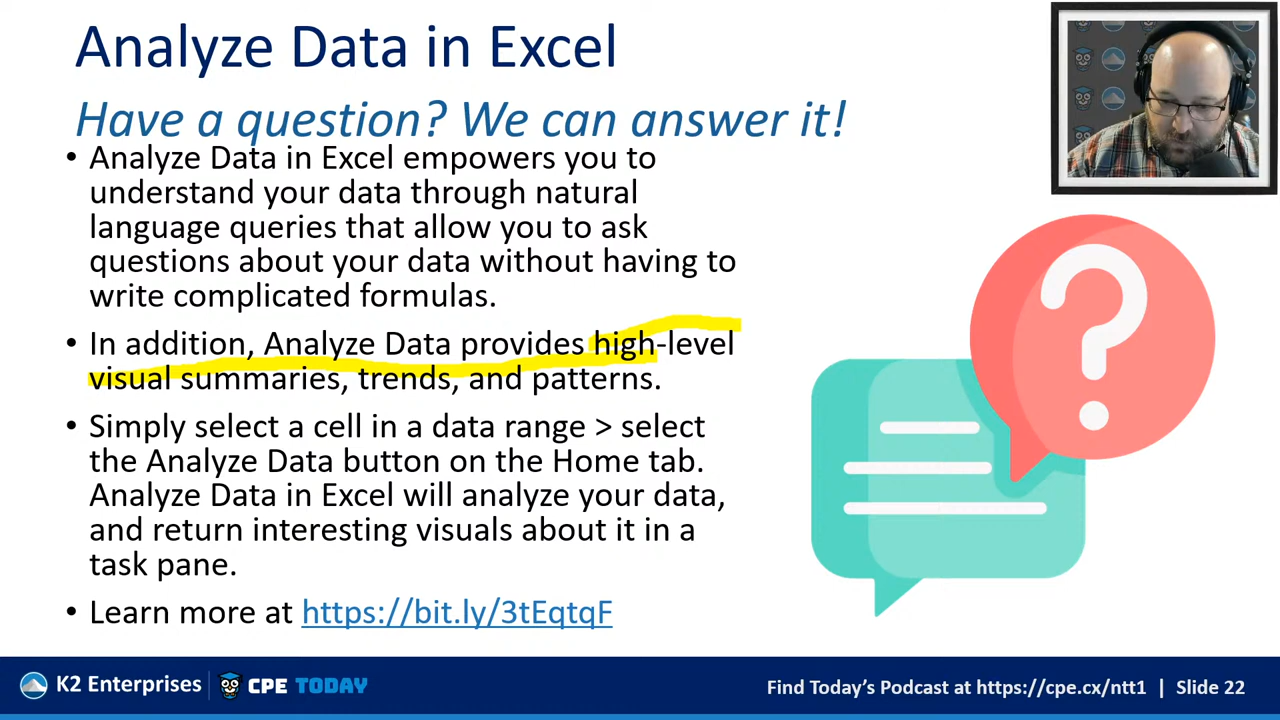 Analyze Data in Excel
Have a question? We can answer it!
• Analyze Data in Excel empowers you to
understand your data through natural
language queries that allow you to ask
questions about your data without having to
write complicated formulas.
• In addition, Analyze Data provides high-level
visual summaries, trends, and patterns.
• Simply select a cell in a data range > select
the Analyze Data button on the Home tab.
Analyze Data in Excel will analyze your data,
and return interesting visuals about it in a
task pane.
• Learn more at https://bit.ly/3tEqtqF
?
K2 Enterprises | CPE TODAY
Find Today’s Podcast at https://cpe.cx/ntt1 | Slide 22